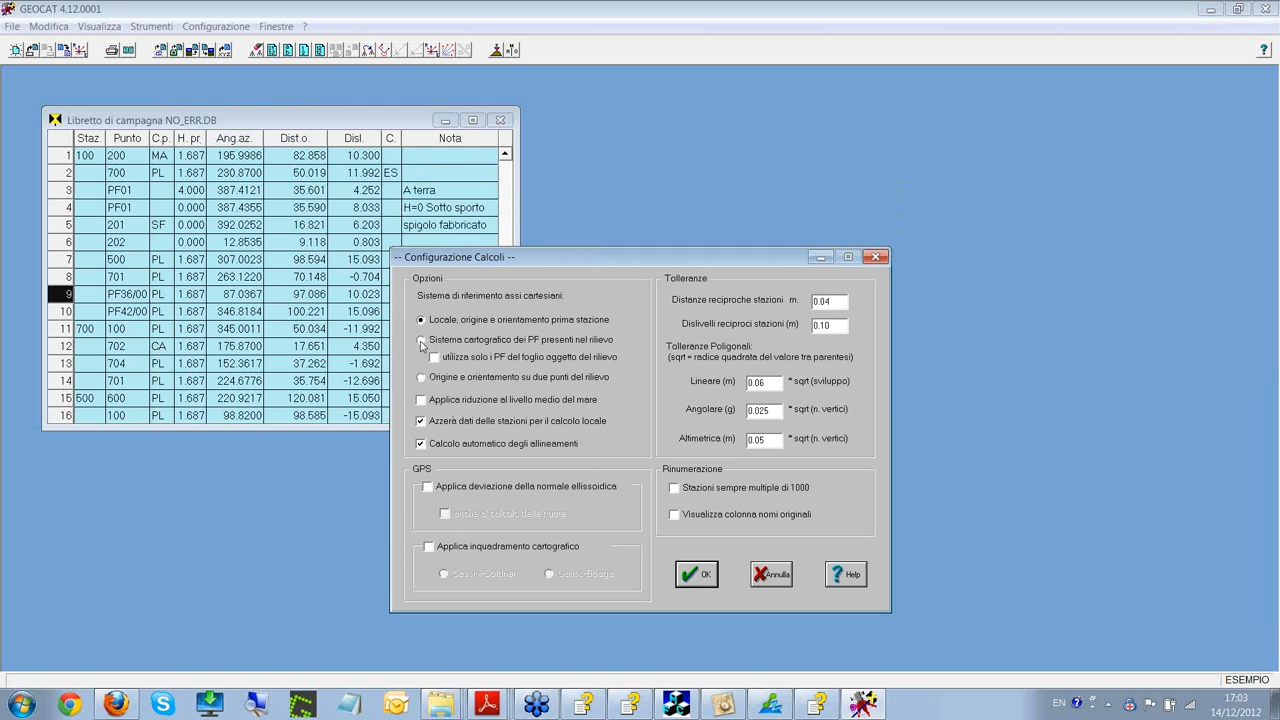 GEOCAT 4.12.0001
File Modifica Visualizza Strumenti Configurazione Finestre ?
Libretto di campagna NO_ERR.DB
Staz. Punto C.p. H. pr. Ang.az. Dist.o. Disl. C. Nota
1 100 200 MA 1.687 195.9986 82.858 10.300
2 700 PL 1.687 230.8700 50.019 11.992 ES
3 PF01 4.000 387.4121 35.601 4.252 A terra
4 PF01 0.000 387.4355 35.590 8.033 H=0 Sotto sporto
5 201 SF 0.000 392.0252 16.821 6.203 spigolo fabbricato
6 202 0.000 12.8535 9.118 0.803
7 500 PL 1.687 307.0028 98.594 15.093
8 701 PL 1.687 263.1220 70.148 -0.704
9 PF36/00 PL 1.687 87.0367 97.086 10.023
10 PF42/00 PL 1.687 346.8184 100.221 15.096
11 700 100 PL 1.687 345.0011 50.034 -11.992
12 702 CA 1.687 175.8700 17.651 4.350
13 704 PL 1.687 152.3617 37.262 -1.692
14 701 PL 1.687 224.6776 35.754 -12.696
15 500 600 PL 1.687 220.9217 120.081 15.050
16 100 PL 1.687 98.8200 98.585 -15.093
-- Configurazione Calcoli --
Opzioni
Sistema di riferimento assi cartesiani:
Locale, origine e orientamento prima stazione
Sistema cartografico dei PF presenti nel rilievo
utilizza solo i PF del foglio oggetto del rilievo
Origine e orientamento su due punti del rilievo
Applica riduzione al livello medio del mare
Azzera dati delle stazioni per il calcolo locale
Calcolo automatico degli allineamenti
GPS
Applica deviazione della normale ellissoidica
anche al calcolo delle quote
Applica inquadramento cartografico
Cassini-Soldner Gauss-Boaga
Tolleranze
Distanze reciproche stazioni m. 0.04
Dislivelli reciproci stazioni (m) 0.10
Tolleranze Poligonali:
(sqrt = radice quadrata del valore tra parentesi)
Lineare (m) 0.06 * sqrt (sviluppo)
Angolare (g) 0.025 * sqrt (n. vertici)
Altimetrica (m) 0.05 * sqrt (n. vertici)
Rinumerazione
Stazioni sempre multiple di 1000
Visualizza colonna nomi originali
OK Annulla Help
ESEMPIO
EN 17:03
14/12/2012